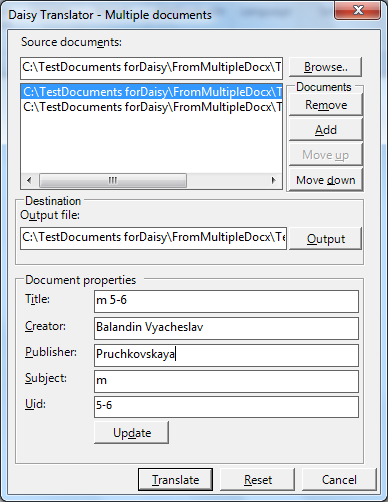 Daisy Translator - Multiple documents
Source documents:
C:\TestDocuments forDaisy\FromMultipleDocx\T
Browse..
C:\TestDocuments forDaisy\FromMultipleDocx\T
C:\TestDocuments forDaisy\FromMultipleDocx\T
Documents
Remove
Add
Move up
Move down
Destination
Output file:
C:\TestDocuments forDaisy\FromMultipleDocx\Te
Output
Document properties
Title: m 5-6
Creator: Balandin Vyacheslav
Publisher: Pruchkovskaya
Subject: m
Uid: 5-6
Update
Translate Reset Cancel